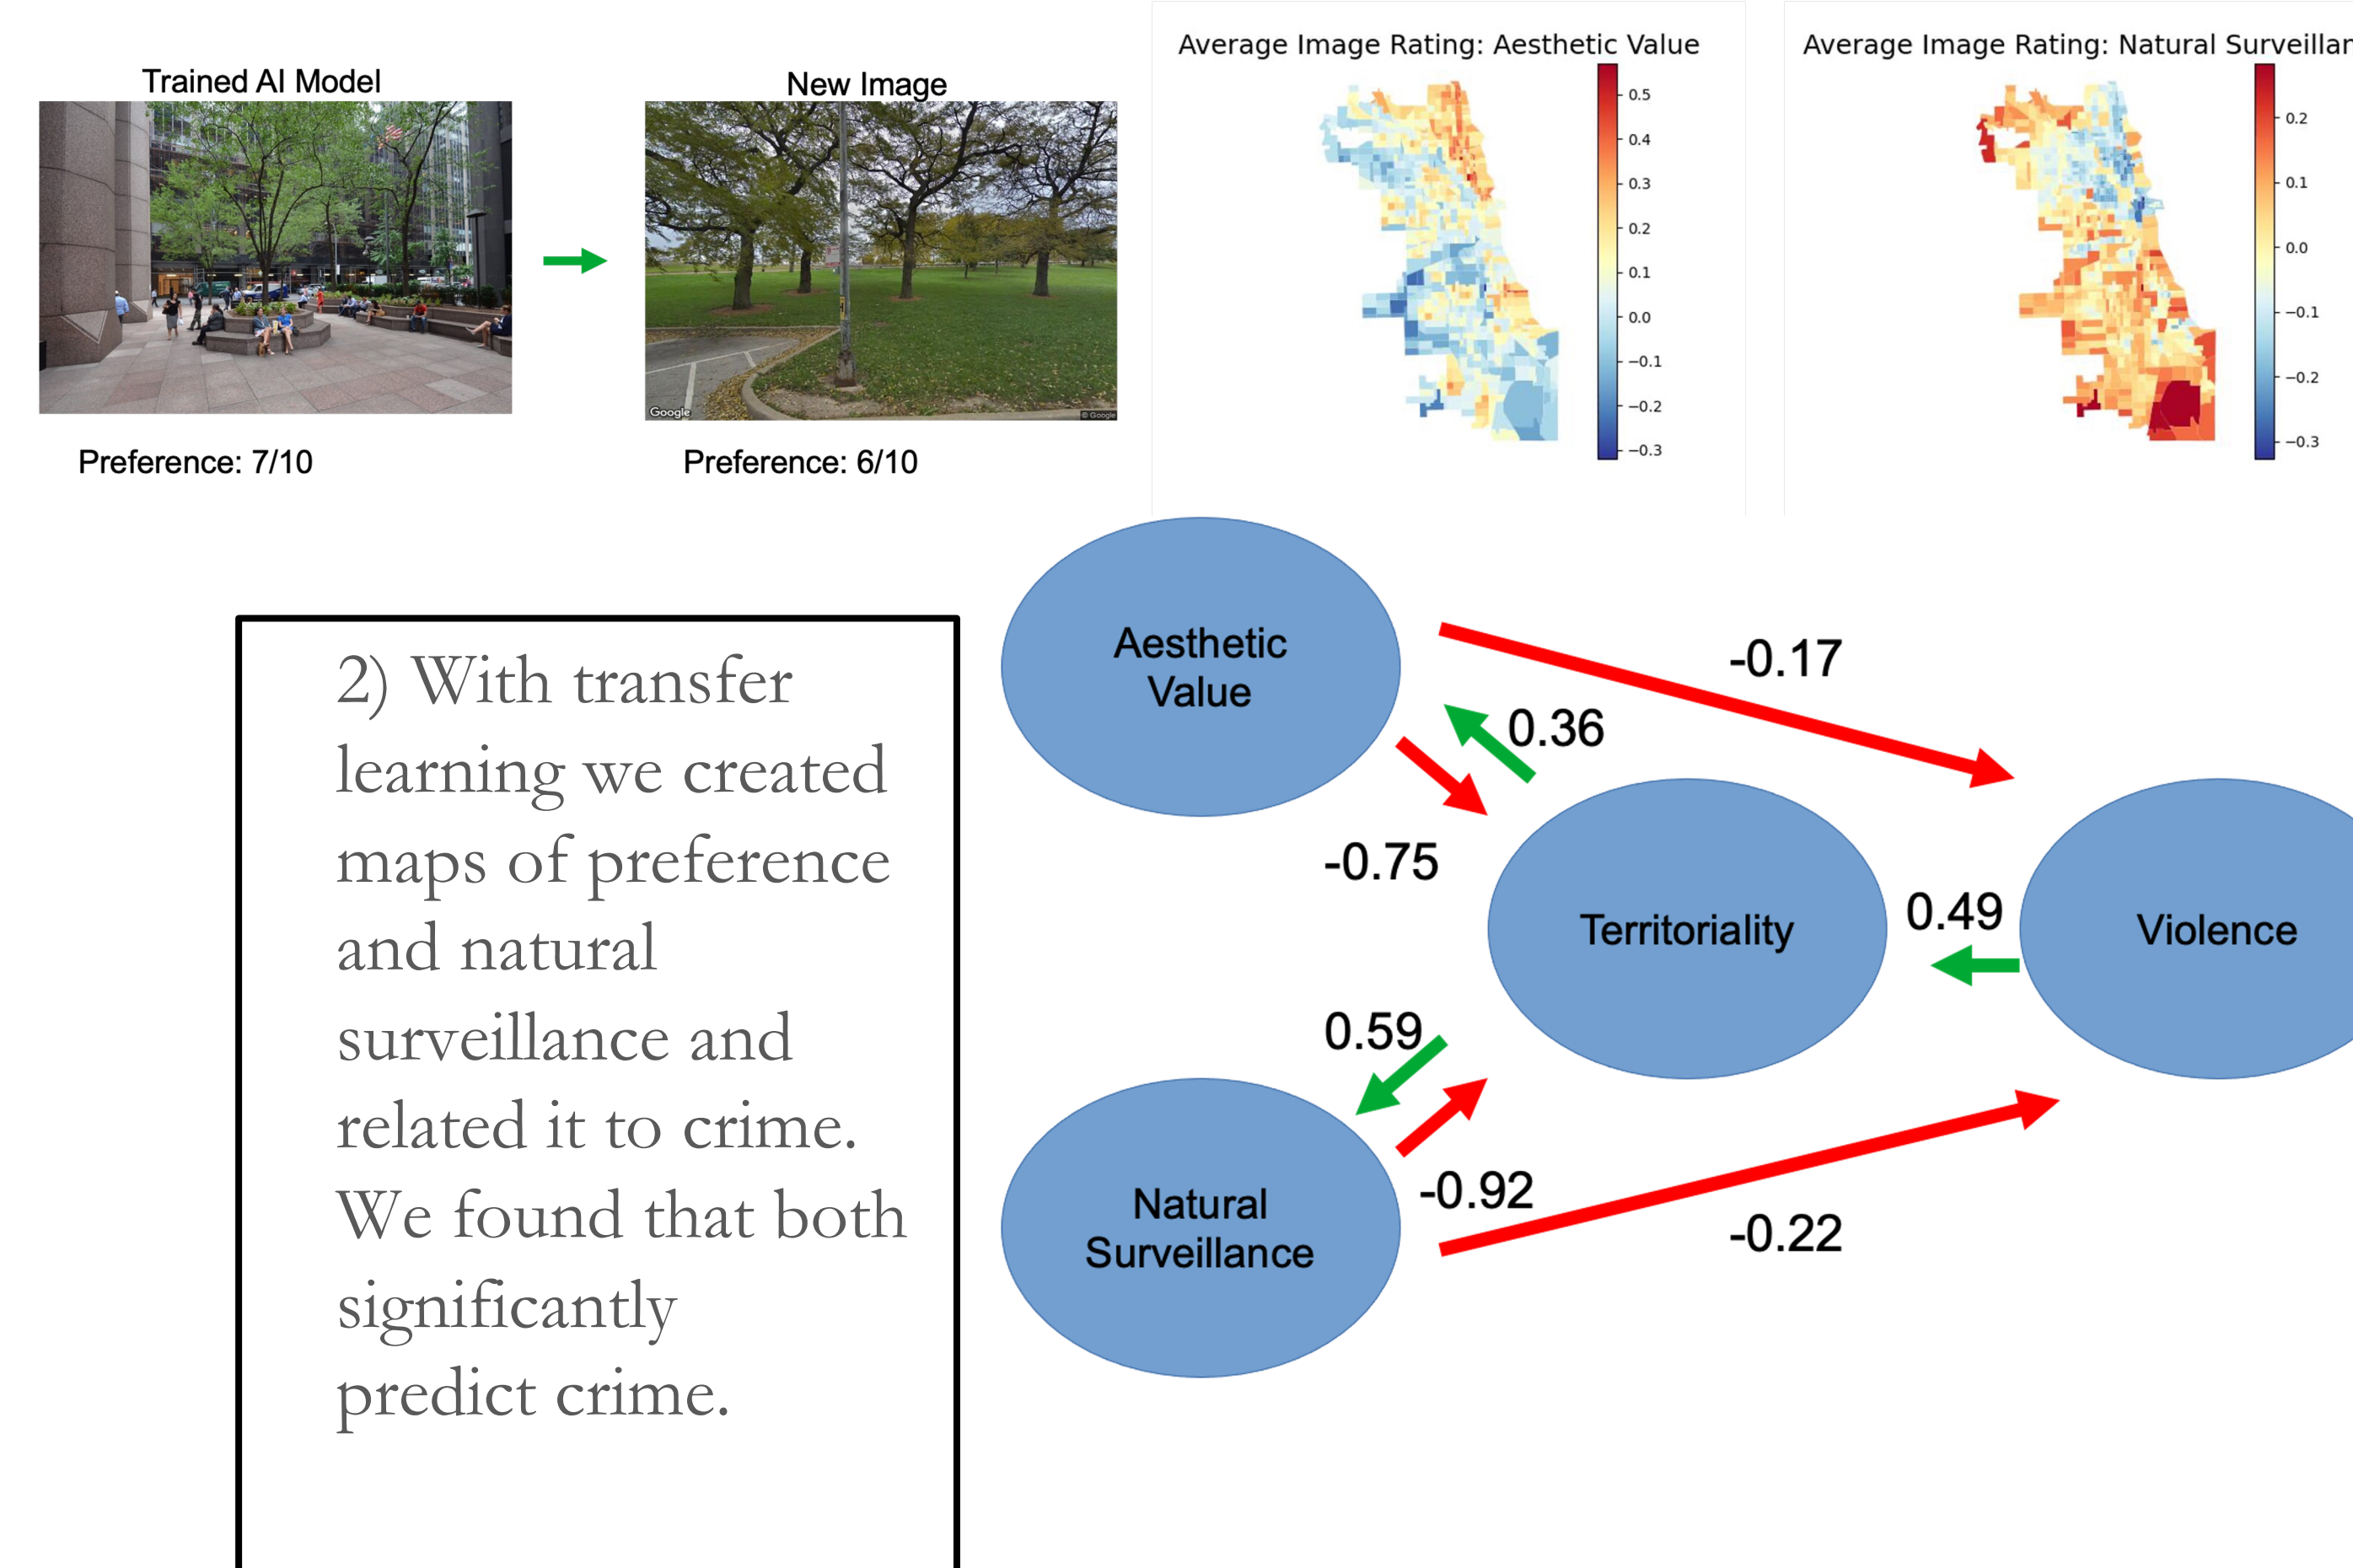 Trained AI Model
New Image
Google
© Google
Preference: 7/10
Preference: 6/10
Average Image Rating: Aesthetic Value
0.5
0.4
0.3
0.2
0.1
0.0
−0.1
−0.2
−0.3
Average Image Rating: Natural Surveillan
0.2
0.1
0.0
−0.1
−0.2
−0.3
2) With transfer
learning we created
maps of preference
and natural
surveillance and
related it to crime.
We found that both
significantly
predict crime.
Aesthetic
Value
-0.17
0.36
-0.75
Territoriality
0.49
Violence
0.59
Natural
Surveillance
-0.92
-0.22